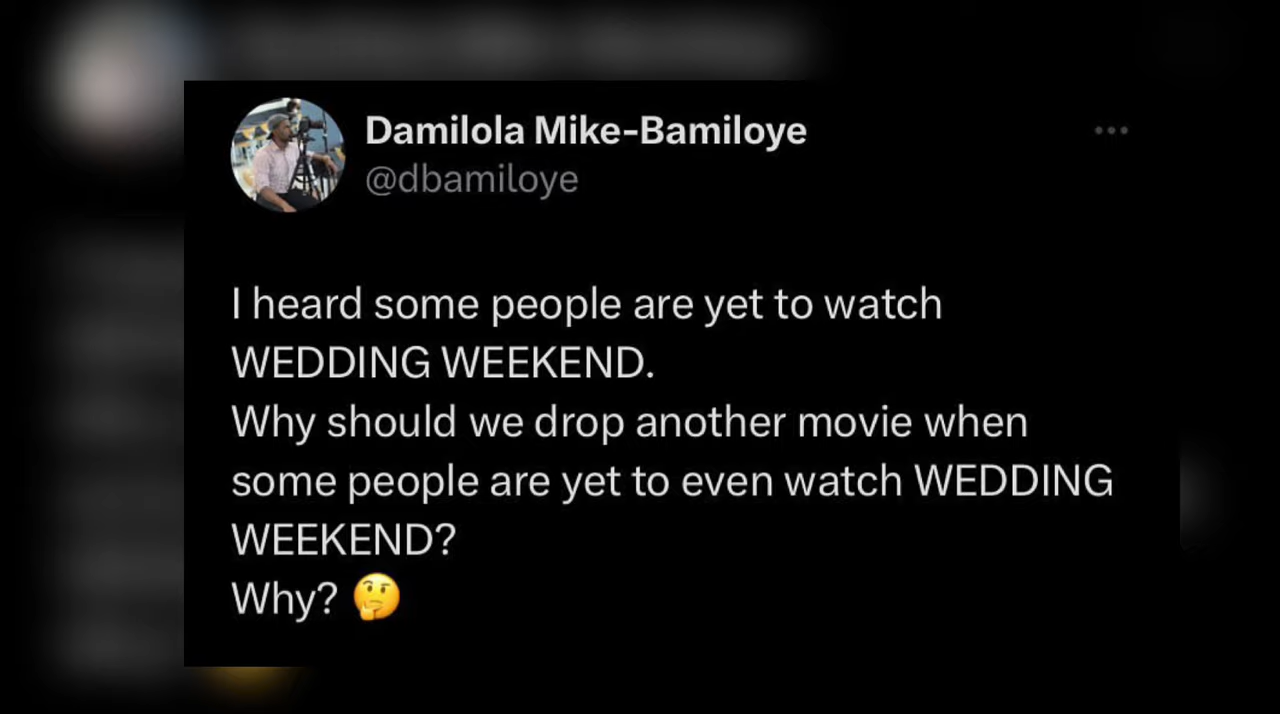 Damilola Mike-Bamiloye
@dbamiloye
I heard some people are yet to watch
WEDDING WEEKEND.
Why should we drop another movie when
some people are yet to even watch WEDDING
WEEKEND?
Why? 🤔